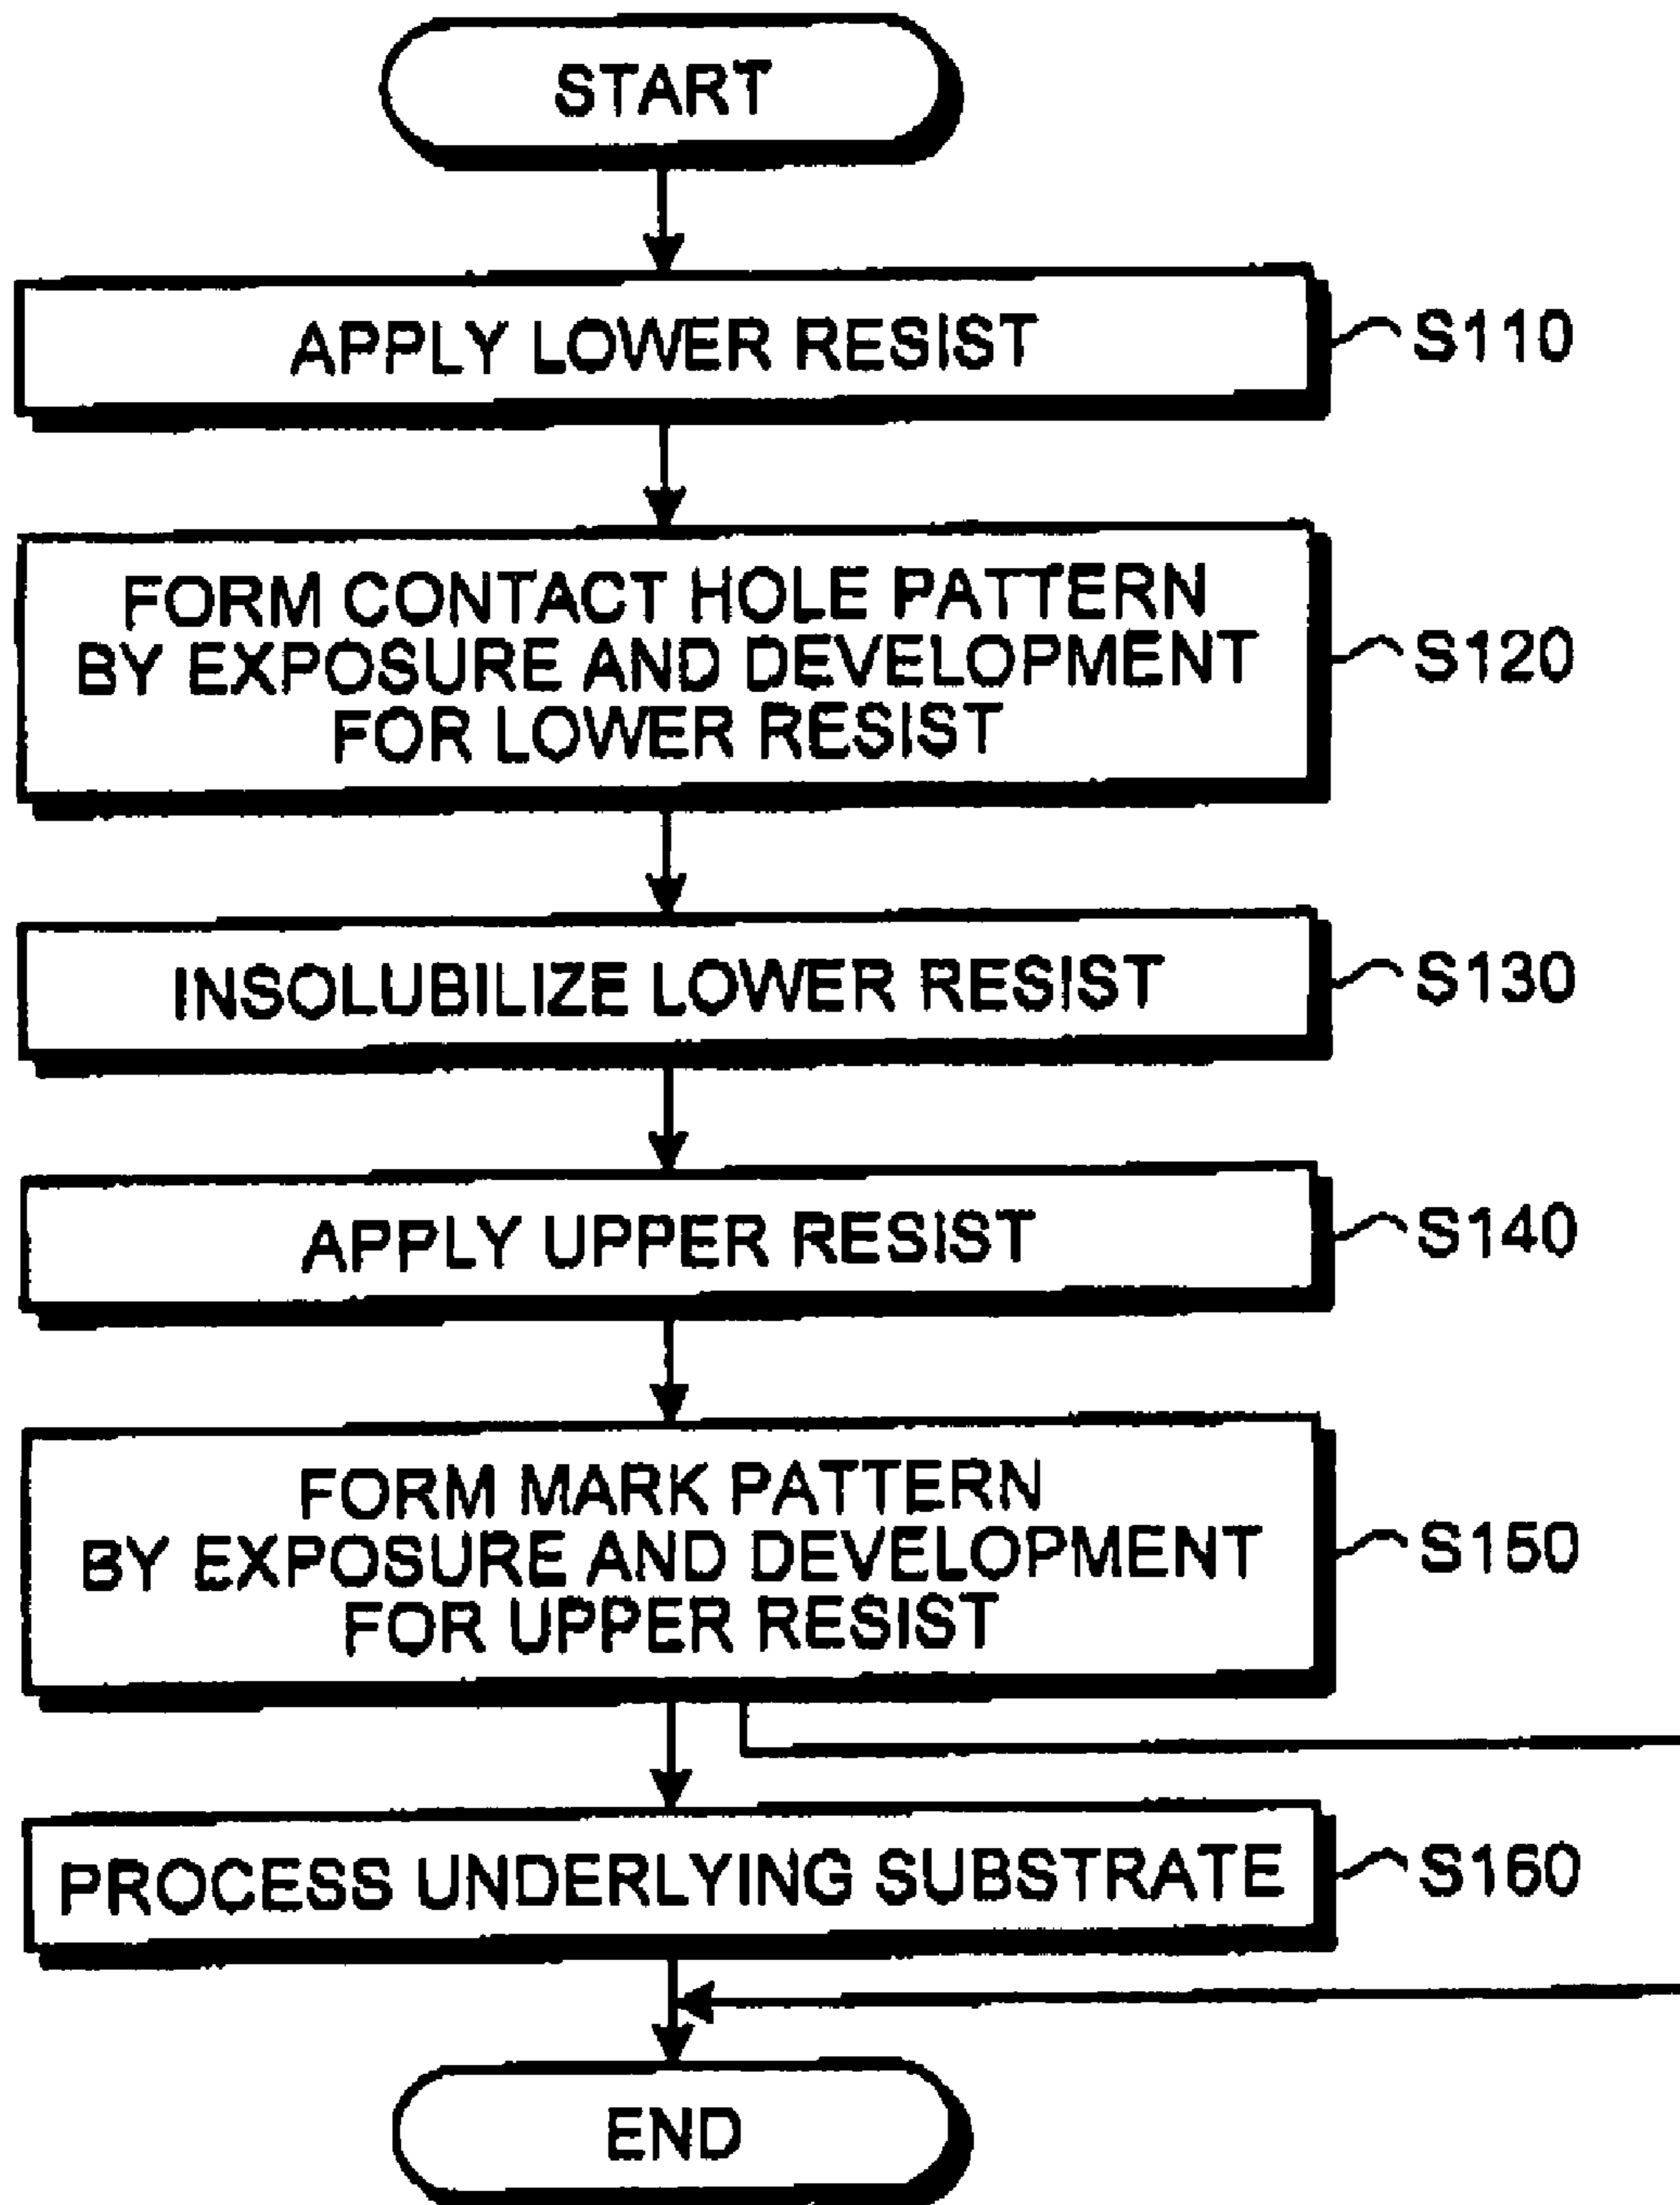 START
APPLY LOWER RESIST
S110
FORM CONTACT HOLE PATTERN
BY EXPOSURE AND DEVELOPMENT
FOR LOWER RESIST
S120
INSOLUBILIZE LOWER RESIST
S130
APPLY UPPER RESIST
S140
FORM MARK PATTERN
BY EXPOSURE AND DEVELOPMENT
FOR UPPER RESIST
S150
PROCESS UNDERLYING SUBSTRATE
S160
END